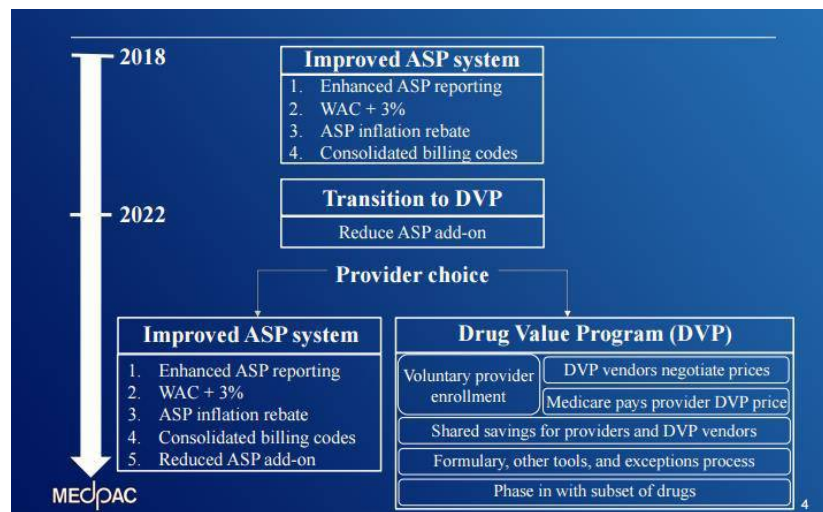 2018
Improved ASP system
1. Enhanced ASP reporting
2. WAC + 3%
3. ASP inflation rebate
4. Consolidated billing codes
2022
Transition to DVP
Reduce ASP add-on
Provider choice
Improved ASP system
1. Enhanced ASP reporting
2. WAC + 3%
3. ASP inflation rebate
4. Consolidated billing codes
5. Reduced ASP add-on
Drug Value Program (DVP)
Voluntary provider
enrollment
DVP vendors negotiate prices
Medicare pays provider DVP price
Shared savings for providers and DVP vendors
Formulary, other tools, and exceptions process
Phase in with subset of drugs
MEDPAC
4